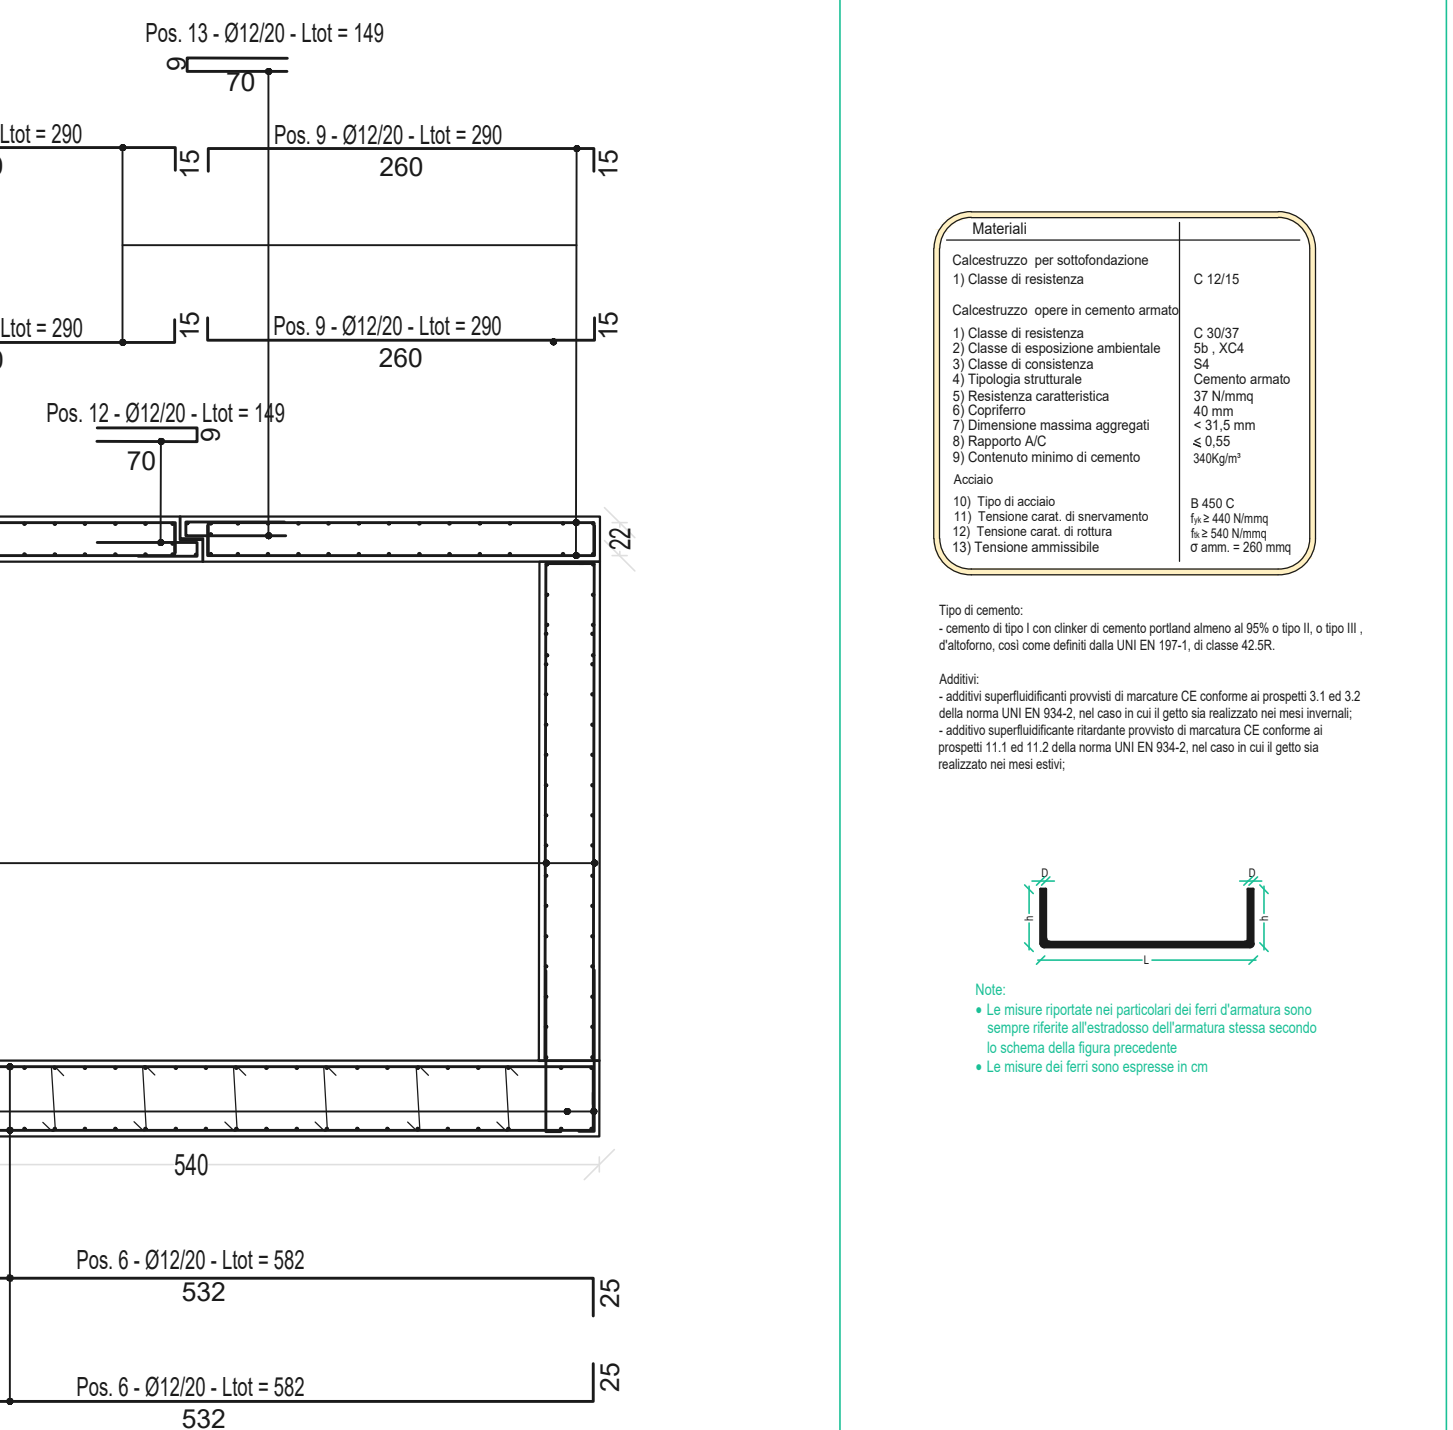 Pos. 13 - Ø12/20 - Ltot = 149
9
70
Ltot = 290
15
Pos. 9 - Ø12/20 - Ltot = 290
260
15
Ltot = 290
15
Pos. 9 - Ø12/20 - Ltot = 290
260
15
Pos. 12 - Ø12/20 - Ltot = 149
9
70
22
540
Pos. 6 - Ø12/20 - Ltot = 582
532
25
Pos. 6 - Ø12/20 - Ltot = 582
532
25
Materiali
Calcestruzzo per sottofondazione
1) Classe di resistenza C 12/15
Calcestruzzo opere in cemento armato
1) Classe di resistenza C 30/37
2) Classe di esposizione ambientale 5b , XC4
3) Classe di consistenza S4
4) Tipologia strutturale Cemento armato
5) Resistenza caratteristica 37 N/mmq
6) Copriferro 40 mm
7) Dimensione massima aggregati < 31,5 mm
8) Rapporto A/C ⩽ 0,55
9) Contenuto minimo di cemento 340Kg/m³
Acciaio
10) Tipo di acciaio B 450 C
11) Tensione carat. di snervamento fyk ≥ 440 N/mmq
12) Tensione carat. di rottura ftk ≥ 540 N/mmq
13) Tensione ammissibile σ amm. = 260 mmq
Tipo di cemento:
- cemento di tipo I con clinker di cemento portland almeno al 95% o tipo II, o tipo III ,
d'altoforno, così come definiti dalla UNI EN 197-1, di classe 42.5R.
Additivi:
- additivi superfluidificanti provvisti di marcature CE conforme ai prospetti 3.1 ed 3.2
della norma UNI EN 934-2, nel caso in cui il getto sia realizzato nei mesi invernali;
- additivo superfluidificante ritardante provvisto di marcatura CE conforme ai
prospetti 11.1 ed 11.2 della norma UNI EN 934-2, nel caso in cui il getto sia
realizzato nei mesi estivi;
D D
h h
L
Note:
• Le misure riportate nei particolari dei ferri d'armatura sono
sempre riferite all'estradosso dell'armatura stessa secondo
lo schema della figura precedente
• Le misure dei ferri sono espresse in cm